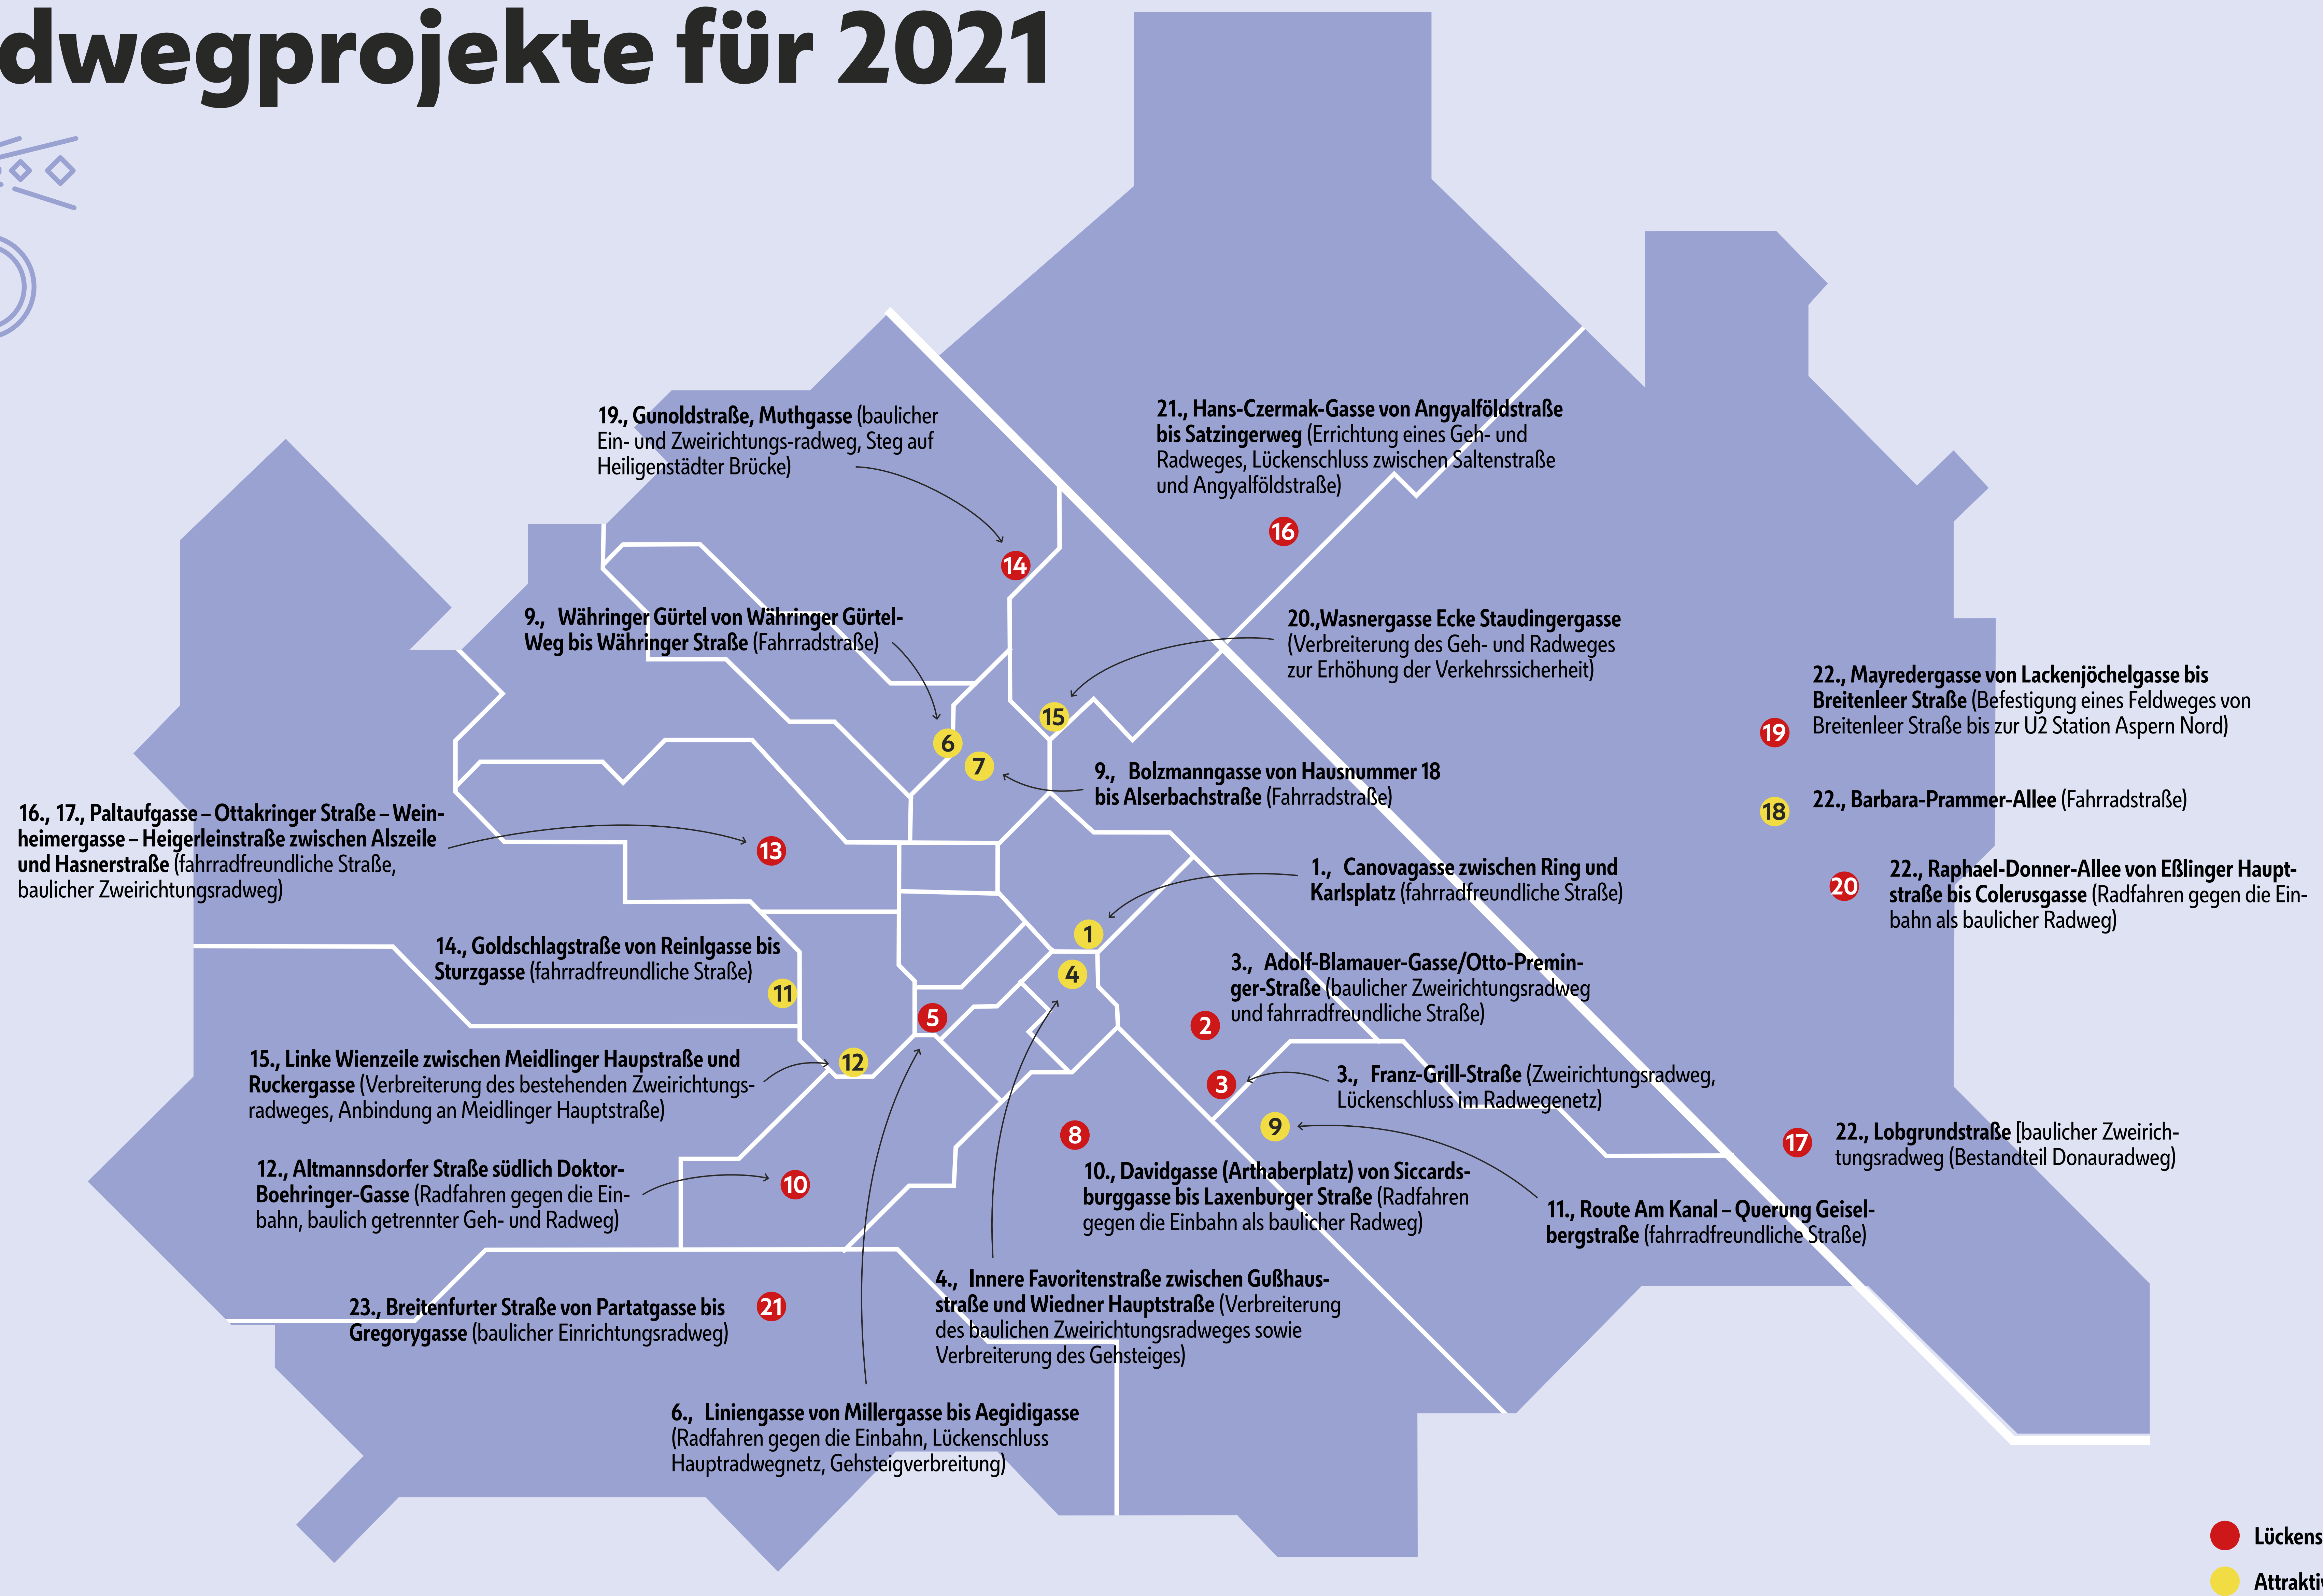 dwegprojekte für 2021
19., Gunoldstraße, Muthgasse (baulicher
Ein- und Zweirichtungs-radweg, Steg auf
Heiligenstädter Brücke)
21., Hans-Czermak-Gasse von Angyalföldstraße
bis Satzingerweg (Errichtung eines Geh- und
Radweges, Lückenschluss zwischen Saltenstraße
und Angyalföldstraße)
16
14
9., Währinger Gürtel von Währinger Gürtel-
Weg bis Währinger Straße (Fahrradstraße)
20.,Wasnergasse Ecke Staudingergasse
(Verbreiterung des Geh- und Radweges
zur Erhöhung der Verkehrssicherheit)
15
6
7
22., Mayredergasse von Lackenjöchelgasse bis
Breitenleer Straße (Befestigung eines Feldweges von
Breitenleer Straße bis zur U2 Station Aspern Nord)
19
9., Bolzmanngasse von Hausnummer 18
bis Alserbachstraße (Fahrradstraße)
18
22., Barbara-Prammer-Allee (Fahrradstraße)
16., 17., Paltaufgasse – Ottakringer Straße – Wein-
heimergasse – Heigerleinstraße zwischen Alszeile
und Hasnerstraße (fahrradfreundliche Straße,
baulicher Zweirichtungsradweg)
13
1., Canovagasse zwischen Ring und
Karlsplatz (fahrradfreundliche Straße)
1
20
22., Raphael-Donner-Allee von Eßlinger Haupt-
straße bis Colerusgasse (Radfahren gegen die Ein-
bahn als baulicher Radweg)
14., Goldschlagstraße von Reinlgasse bis
Sturzgasse (fahrradfreundliche Straße)
11
4
3., Adolf-Blamauer-Gasse/Otto-Premin-
ger-Straße (baulicher Zweirichtungsradweg
und fahrradfreundliche Straße)
5
2
15., Linke Wienzeile zwischen Meidlinger Haupstraße und
Ruckergasse (Verbreiterung des bestehenden Zweirichtungs-
radweges, Anbindung an Meidlinger Hauptstraße)
12
3
3., Franz-Grill-Straße (Zweirichtungsradweg,
Lückenschluss im Radwegenetz)
9
8
17
22., Lobgrundstraße [baulicher Zweirich-
tungsradweg (Bestandteil Donauradweg)
12., Altmannsdorfer Straße südlich Doktor-
Boehringer-Gasse (Radfahren gegen die Ein-
bahn, baulich getrennter Geh- und Radweg)
10
10., Davidgasse (Arthaberplatz) von Siccards-
burggasse bis Laxenburger Straße (Radfahren
gegen die Einbahn als baulicher Radweg)
11., Route Am Kanal – Querung Geisel-
bergstraße (fahrradfreundliche Straße)
23., Breitenfurter Straße von Partatgasse bis
Gregorygasse (baulicher Einrichtungsradweg)
21
4., Innere Favoritenstraße zwischen Gußhaus-
straße und Wiedner Hauptstraße (Verbreiterung
des baulichen Zweirichtungsradweges sowie
Verbreiterung des Gehsteiges)
6., Liniengasse von Millergasse bis Aegidigasse
(Radfahren gegen die Einbahn, Lückenschluss
Hauptradwegnetz, Gehsteigverbreitung)
Lückens
Attrakti